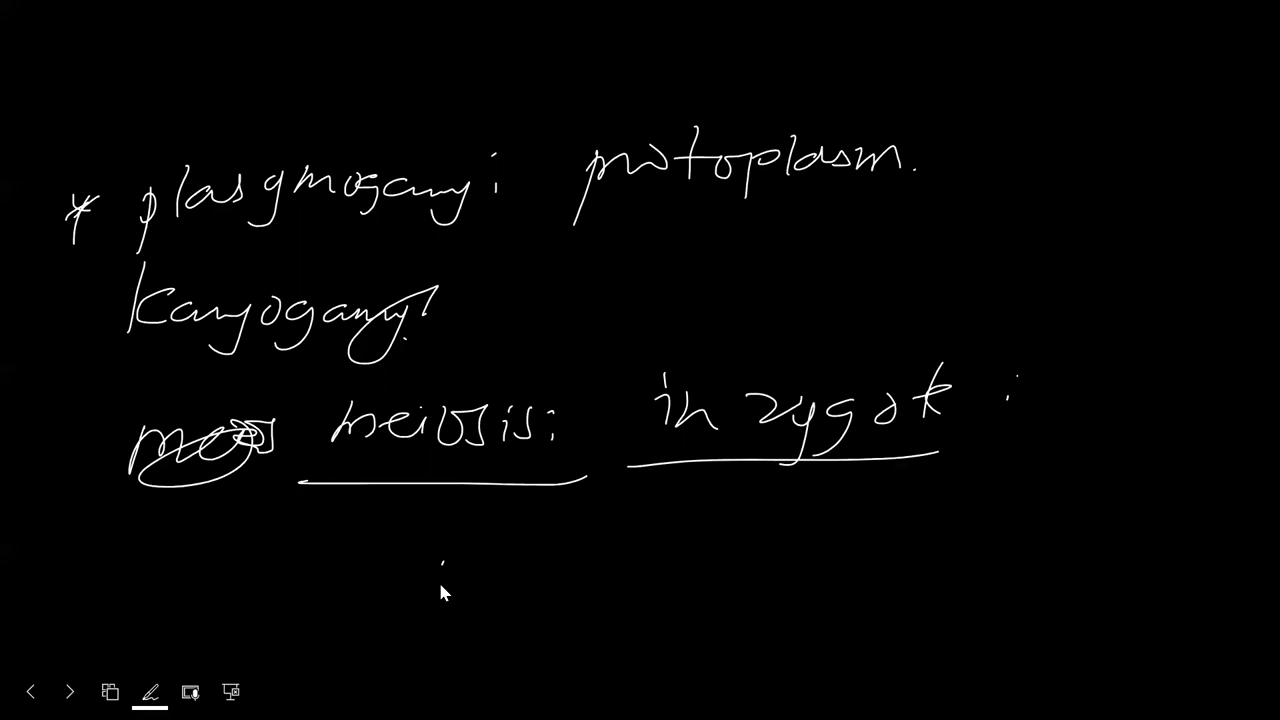 * plasgmogamy: protoplasm.
Karyogamy:
meiosis: in zygote :